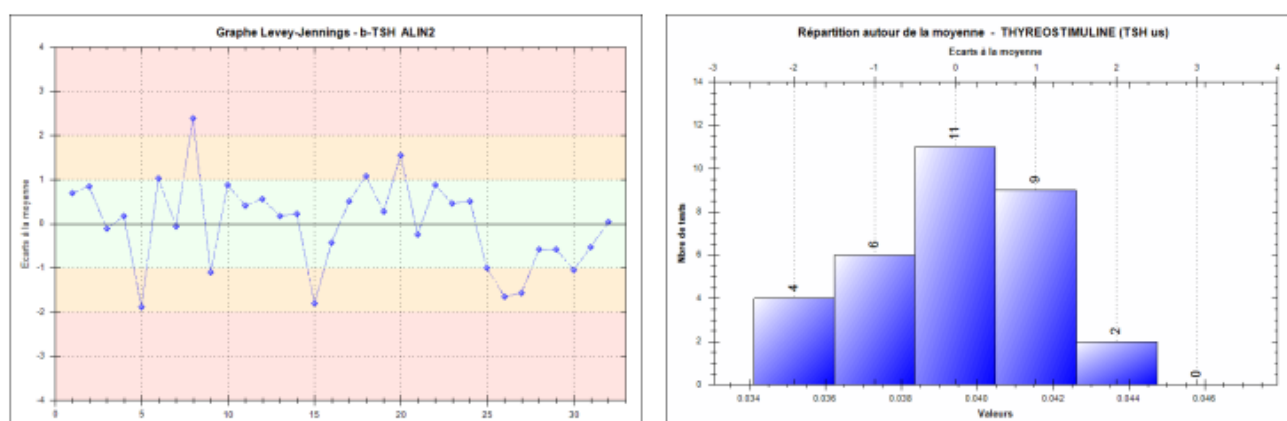 Graphe Levey-Jennings - b-TSH ALIN2
4
3
2
1
0
-1
-2
-3
-4
Ecarts à la moyenne
0 5 10 15 20 25 30
Répartition autour de la moyenne - THYREOSTIMULINE (TSH us)
Ecarts à la moyenne
-3 -2 -1 0 1 2 3 4
14
12
10
8
6
4
2
0
Nbre de tests
4 6 11 9 2 0
0.034 0.036 0.038 0.040 0.042 0.044 0.046
Valeurs